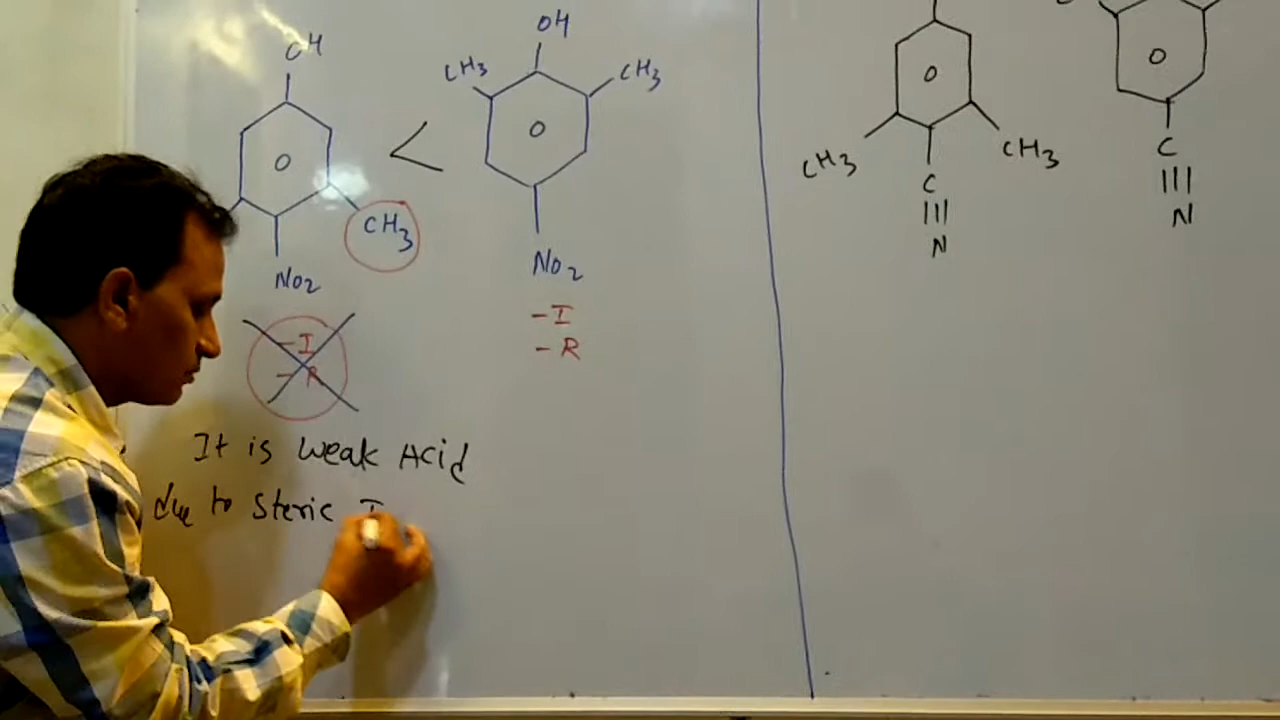 OH
CH3
CH3
OH
<
CH3
NO2
NO2
-I
-R
-I
-R
It is weak Acid
due to Steric I
CH3
CH3
C
|||
N
C
|||
N